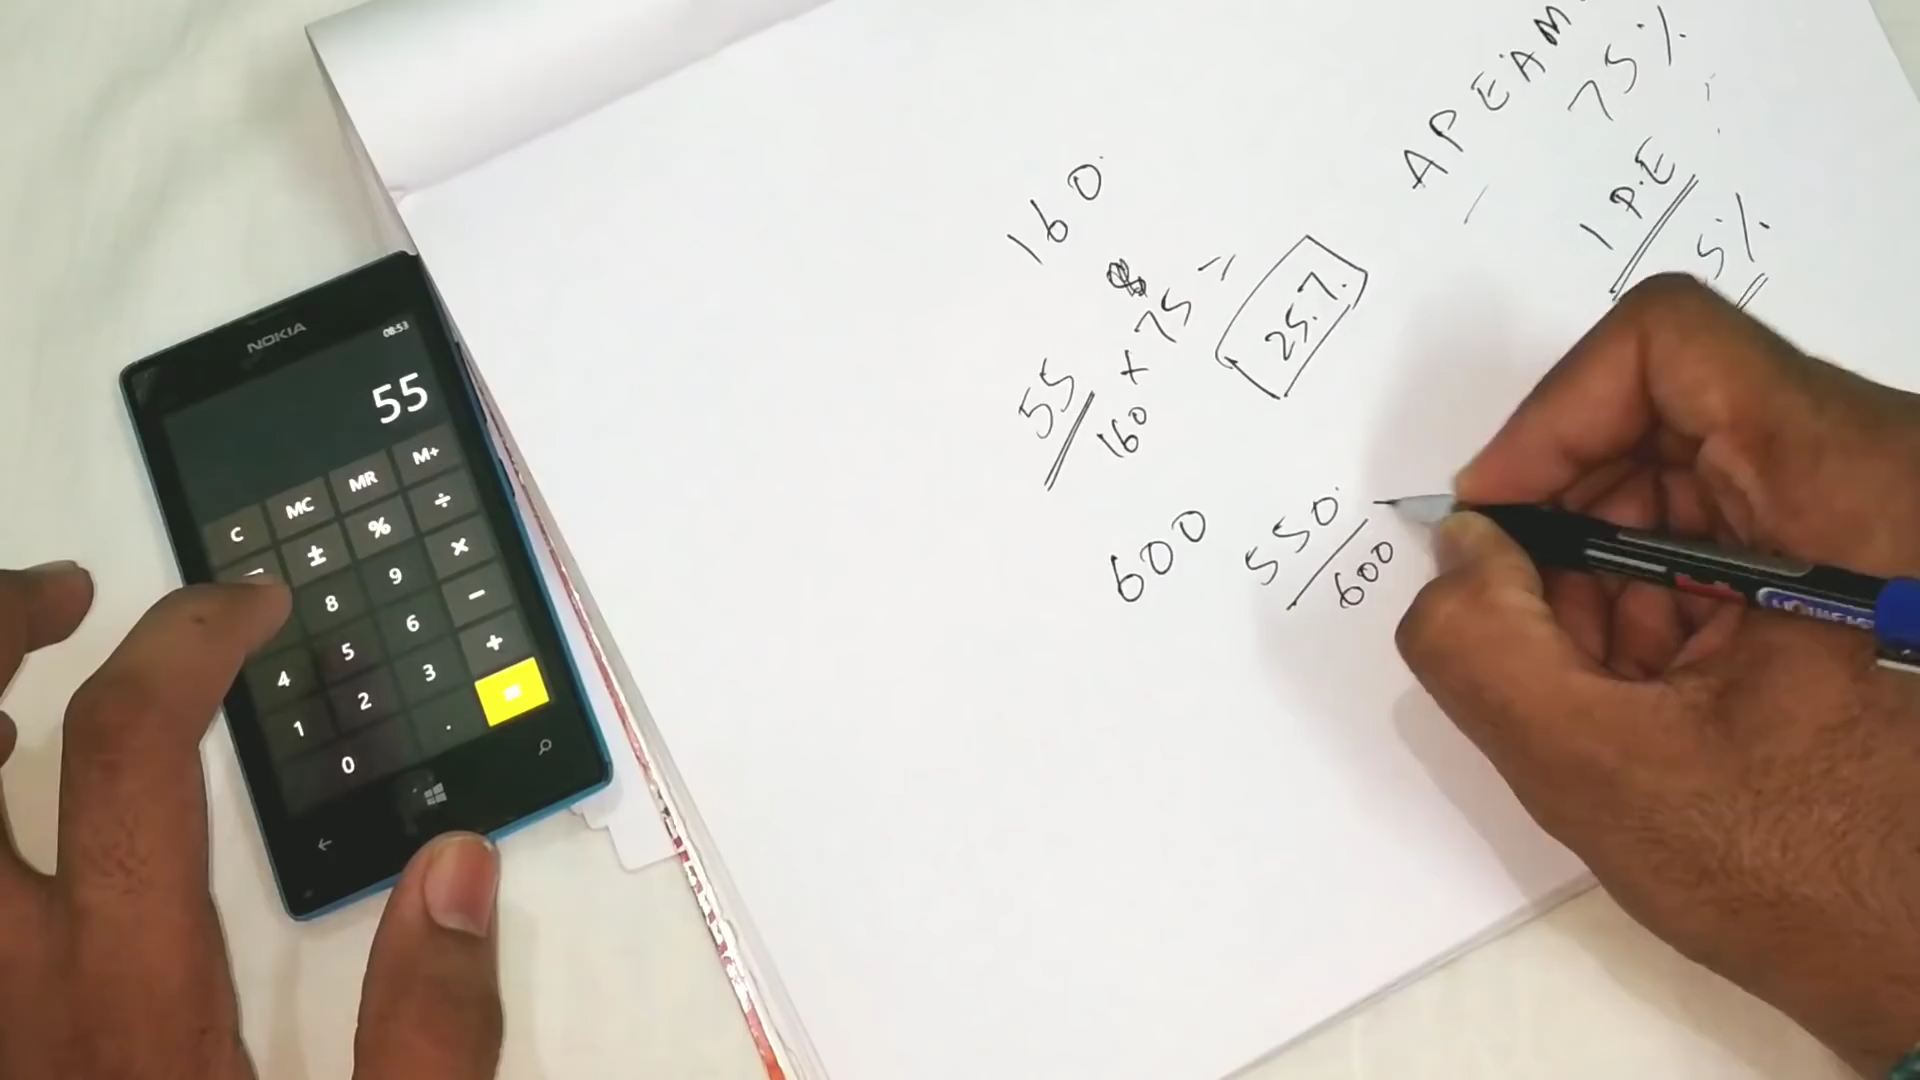 NOKIA
08:53
55
C MC MR M+
± % ÷
8 9 ×
4 5 6 −
1 2 3 +
0 . =
APEAM
75%
IPE
5%
160
55/160 × 75 = 25.7.
600
550/600